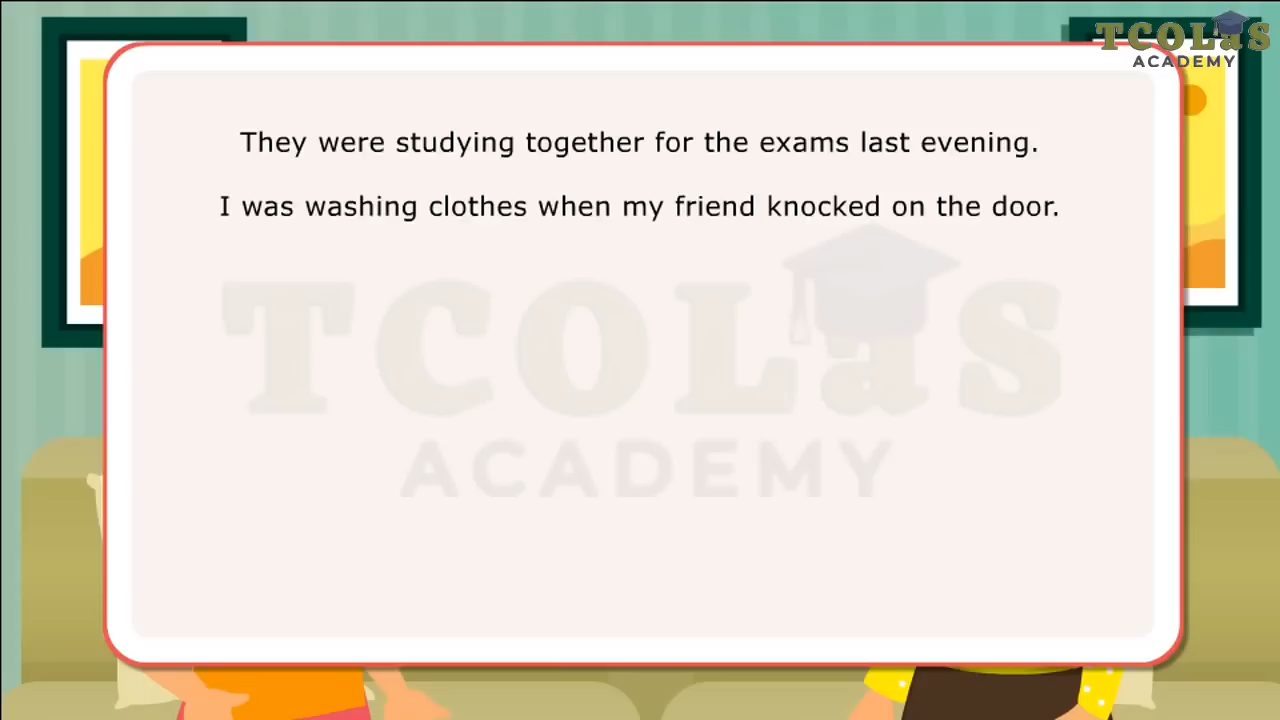 TCOLaS
ACADEMY
They were studying together for the exams last evening.
I was washing clothes when my friend knocked on the door.
TCOLaS
ACADEMY